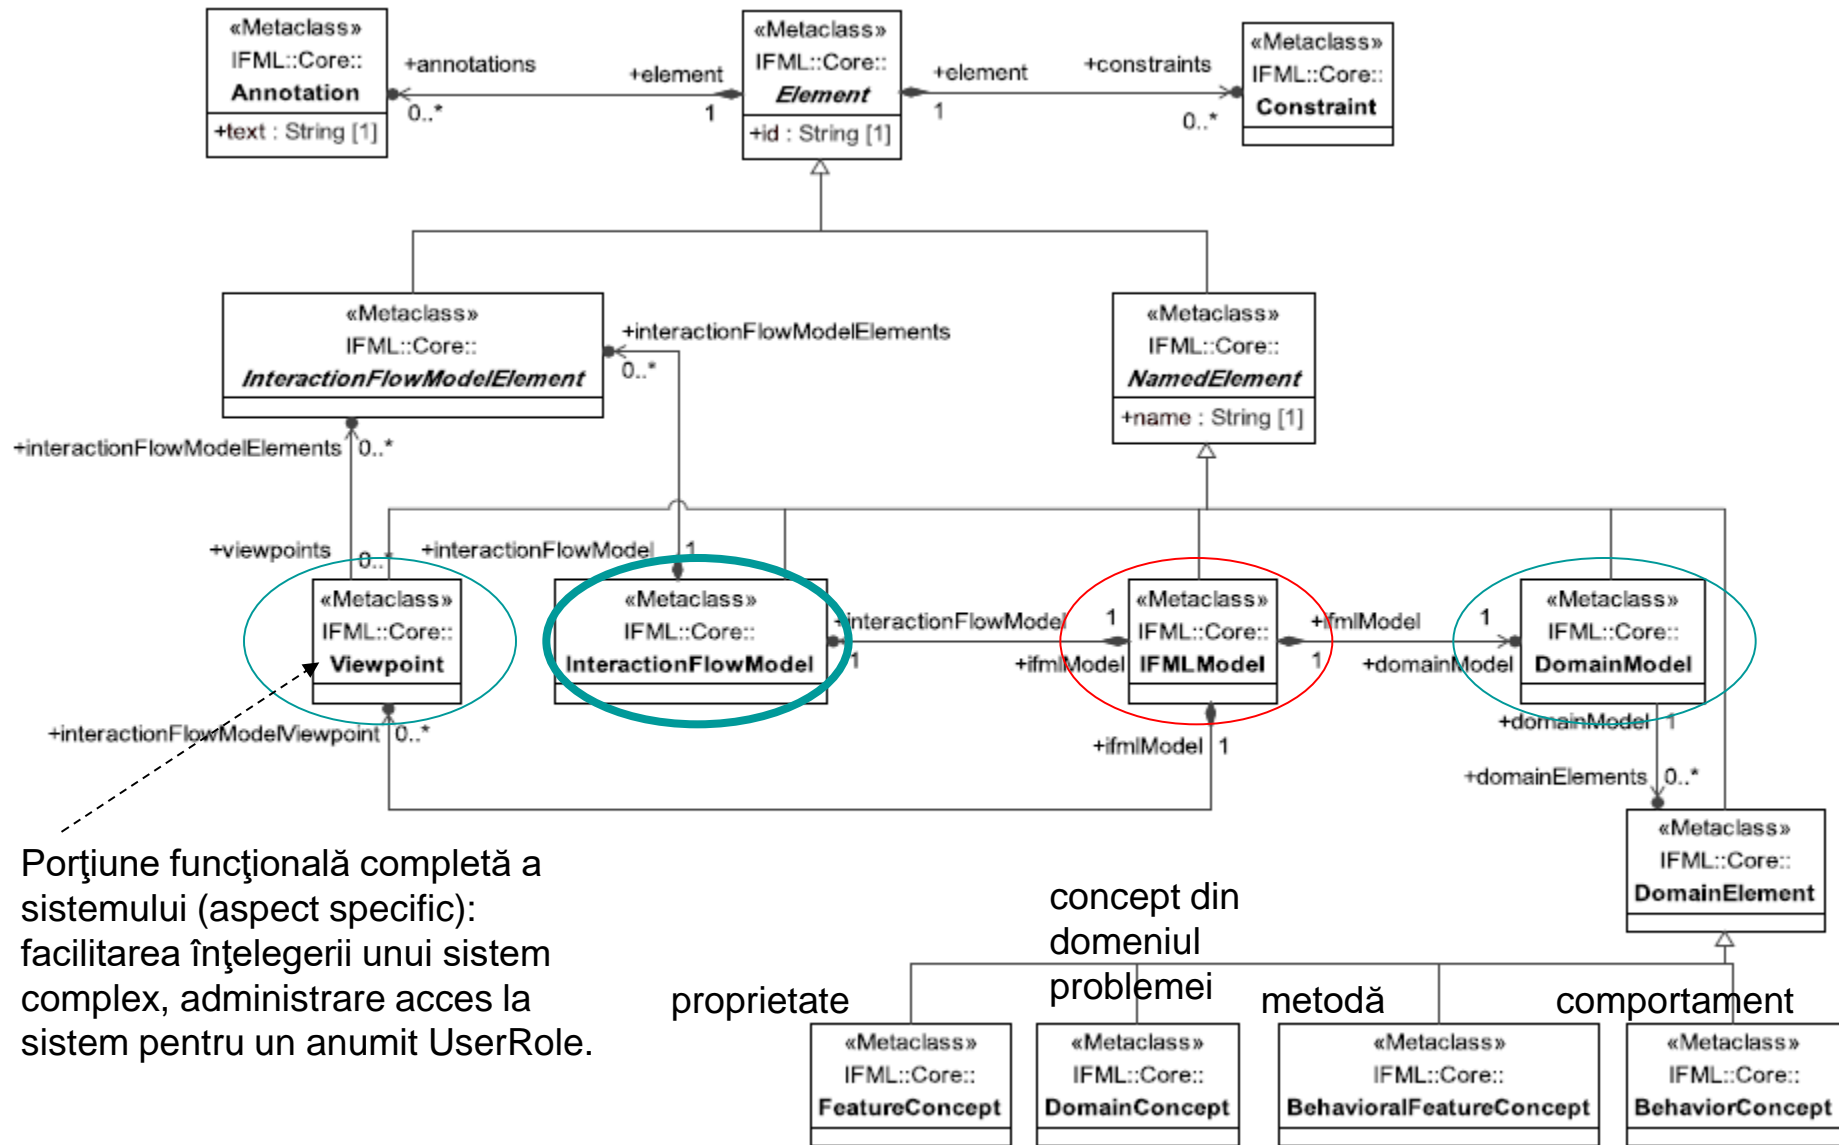 «Metaclass»
IFML::Core::
Annotation
+text : String [1]
+annotations
0..*
+element
1
«Metaclass»
IFML::Core::
Element
+id : String [1]
+element
1
+constraints
0..*
«Metaclass»
IFML::Core::
Constraint
«Metaclass»
IFML::Core::
InteractionFlowModelElement
+interactionFlowModelElements
0..*
«Metaclass»
IFML::Core::
NamedElement
+name : String [1]
+interactionFlowModelElements
0..*
+viewpoints
0..*
+interactionFlowModel
1
«Metaclass»
IFML::Core::
Viewpoint
«Metaclass»
IFML::Core::
InteractionFlowModel
+interactionFlowModel
1
1
+ifmlModel
«Metaclass»
IFML::Core::
IFMLModel
+ifmlModel
1
1
+domainModel
«Metaclass»
IFML::Core::
DomainModel
+interactionFlowModelViewpoint
0..*
+ifmlModel
1
+domainModel
1
+domainElements
0..*
«Metaclass»
IFML::Core::
DomainElement
Porţiune funcţională completă a
sistemului (aspect specific):
facilitarea înţelegerii unui sistem
complex, administrare acces la
sistem pentru un anumit UserRole.
proprietate
concept din
domeniul
problemei
metodă
comportament
«Metaclass»
IFML::Core::
FeatureConcept
«Metaclass»
IFML::Core::
DomainConcept
«Metaclass»
IFML::Core::
BehavioralFeatureConcept
«Metaclass»
IFML::Core::
BehaviorConcept